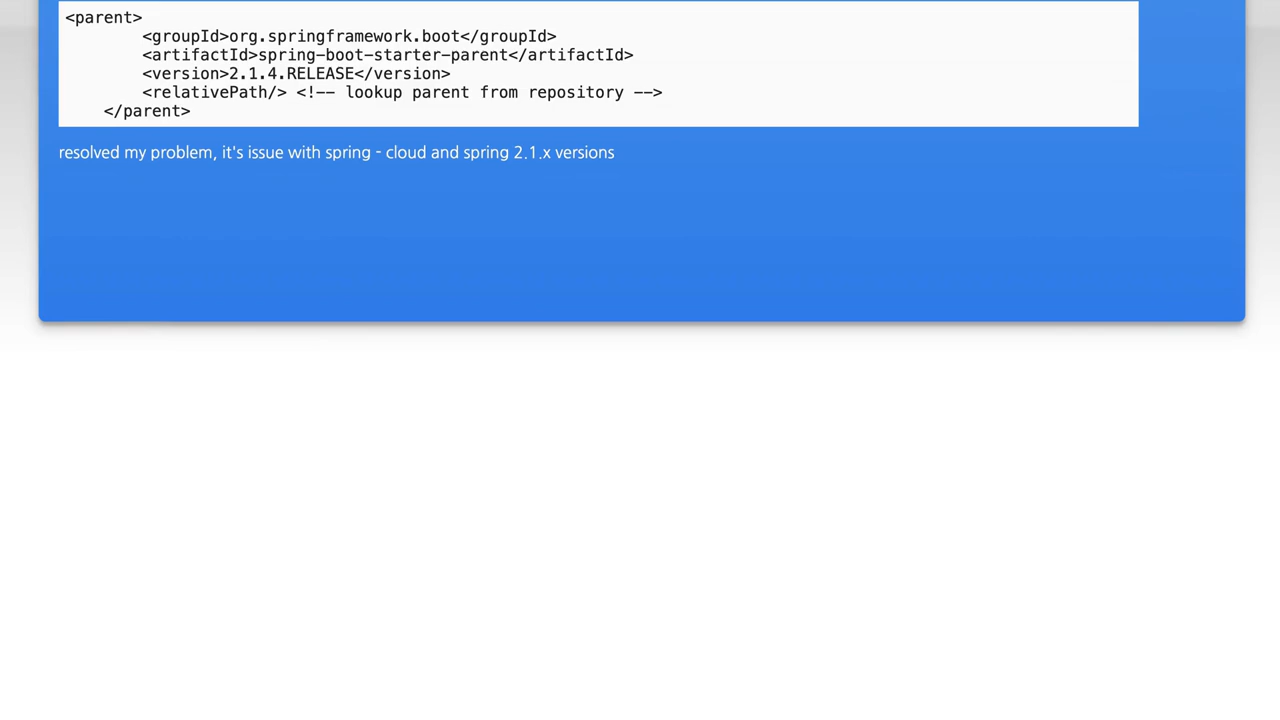 <parent>
        <groupId>org.springframework.boot</groupId>
        <artifactId>spring-boot-starter-parent</artifactId>
        <version>2.1.4.RELEASE</version>
        <relativePath/> <!-- lookup parent from repository -->
    </parent>
resolved my problem, it's issue with spring - cloud and spring 2.1.x versions